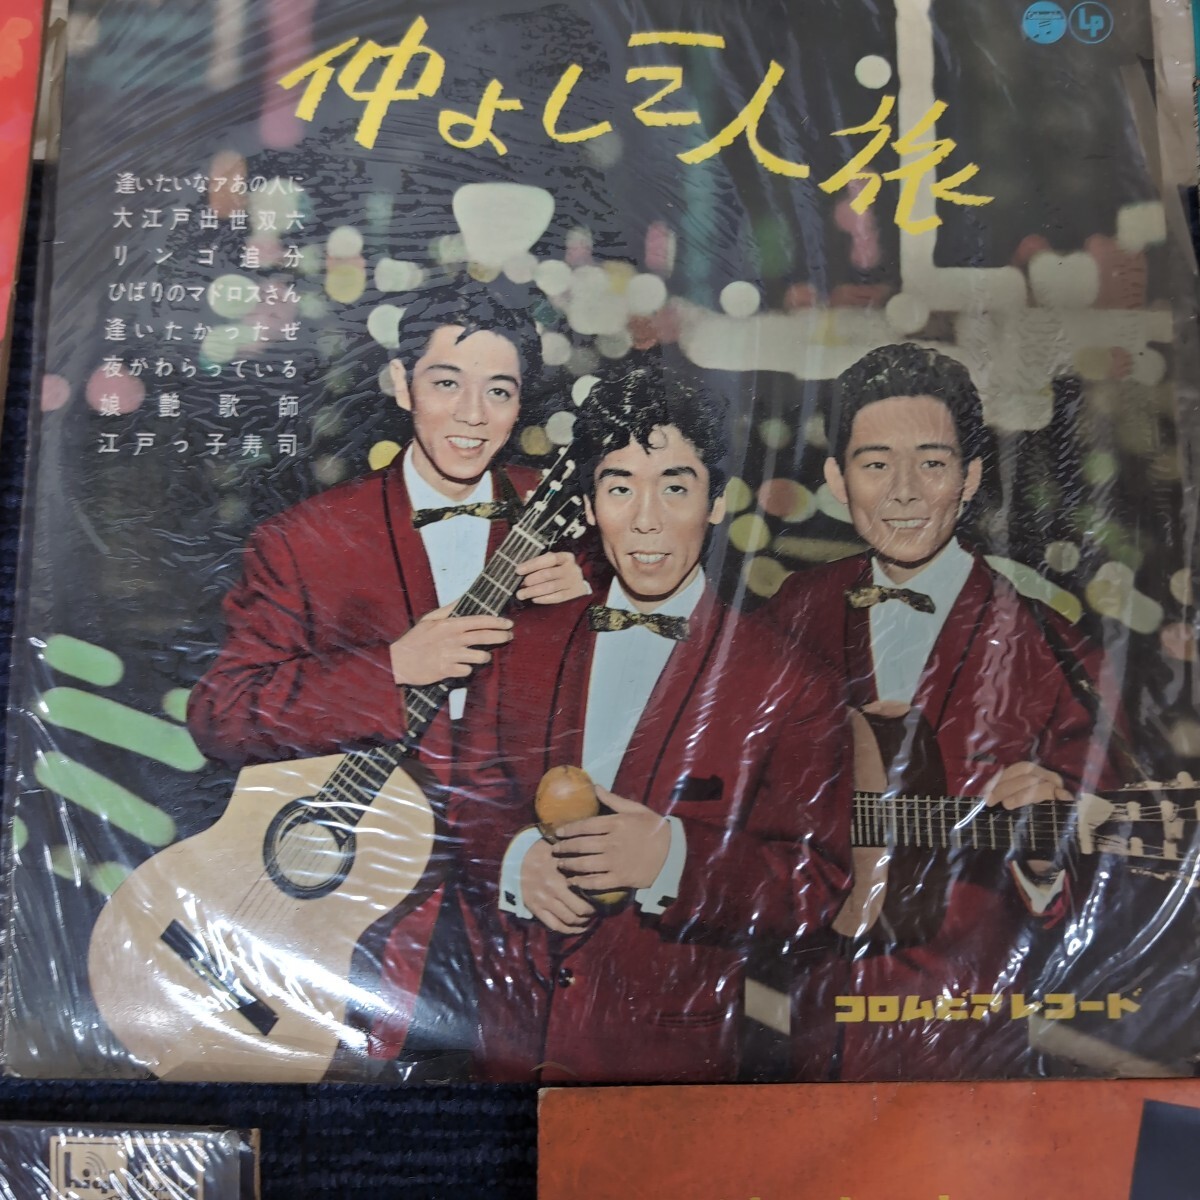 仲よし三人旅
LP
逢いたいなァあの人に
大江戸出世双六
リンゴ追分
ひばりのマドロスさん
逢いたかったぜ
夜がわらっている
娘艶歌師
江戸っ子寿司
コロムビアレコード